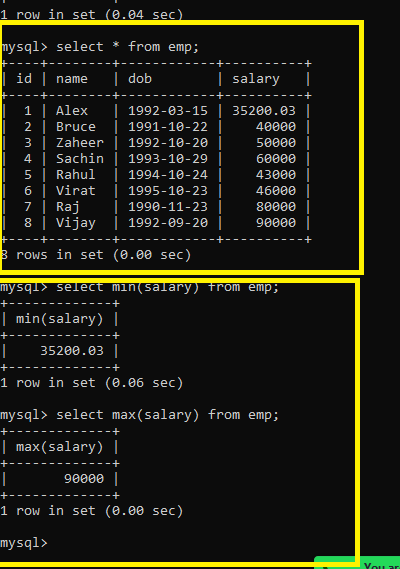 1 row in set (0.04 sec)
mysql> select * from emp;
+----+--------+------------+----------+
| id | name   | dob        | salary   |
+----+--------+------------+----------+
|  1 | Alex   | 1992-03-15 | 35200.03 |
|  2 | Bruce  | 1991-10-22 |    40000 |
|  3 | Zaheer | 1992-10-20 |    50000 |
|  4 | Sachin | 1993-10-29 |    60000 |
|  5 | Rahul  | 1994-10-24 |    43000 |
|  6 | Virat  | 1995-10-23 |    46000 |
|  7 | Raj    | 1990-11-23 |    80000 |
|  8 | Vijay  | 1992-09-20 |    90000 |
+----+--------+------------+----------+
8 rows in set (0.00 sec)
mysql> select min(salary) from emp;
+-------------+
| min(salary) |
+-------------+
|    35200.03 |
+-------------+
1 row in set (0.06 sec)
mysql> select max(salary) from emp;
+-------------+
| max(salary) |
+-------------+
|       90000 |
+-------------+
1 row in set (0.00 sec)
mysql>